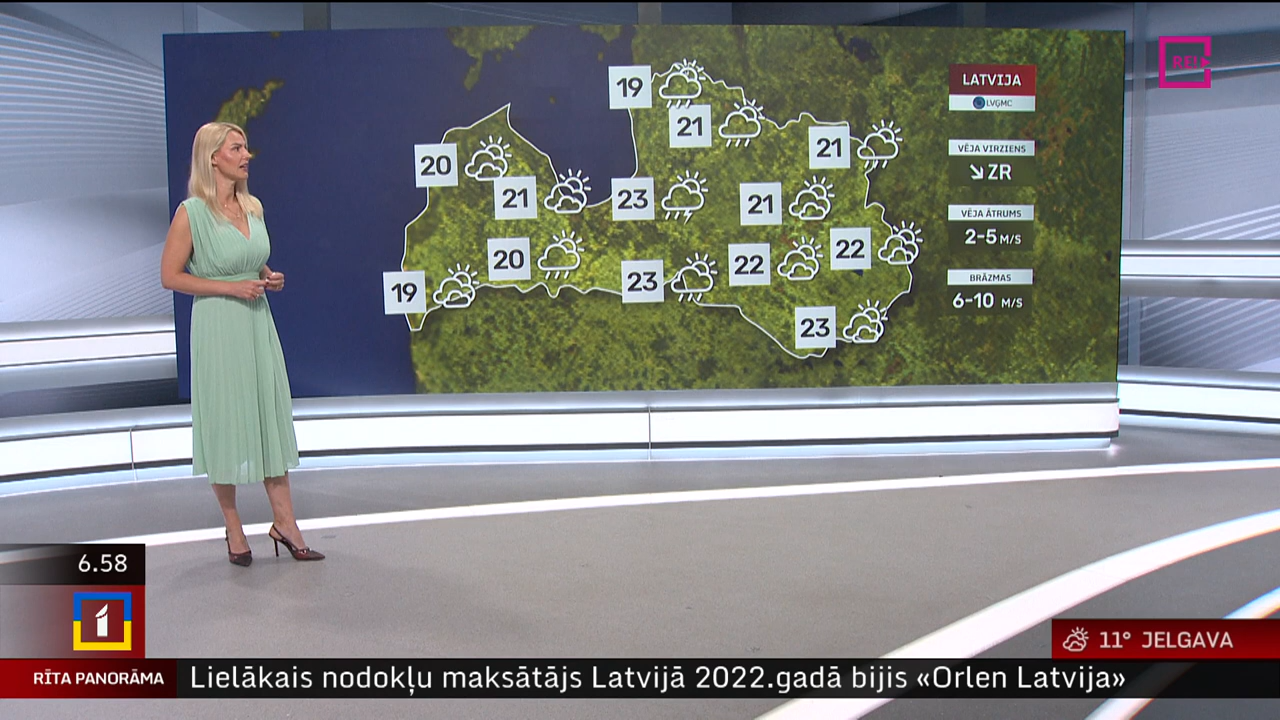 REC
LATVIJA
LVĢMC
19
21
20
21
21
23
21
VĒJA VIRZIENS
ZR
VĒJA ĀTRUMS
2-5 M/S
20
22
22
19
23
BRĀZMAS
6-10 M/S
23
6.58
1
11° JELGAVA
RĪTA PANORĀMA
Lielākais nodokļu maksātājs Latvijā 2022.gadā bijis «Orlen Latvija»